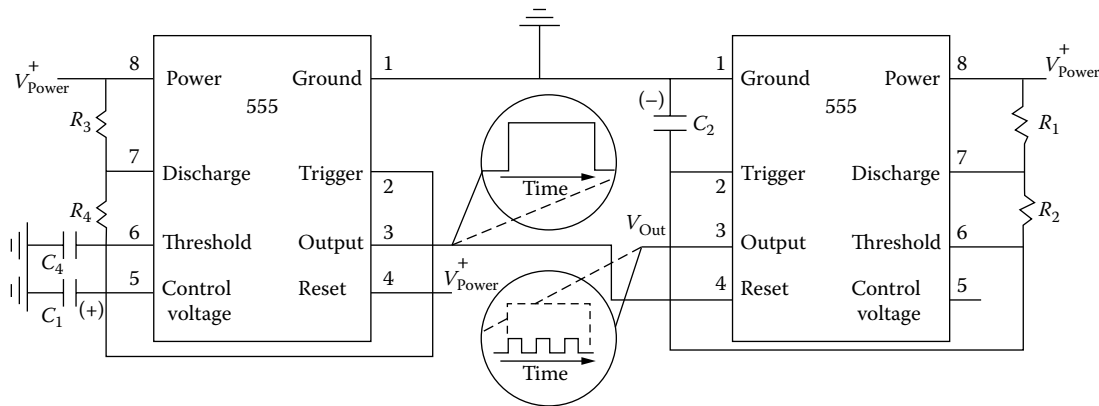 V+Power
8
Power
Ground
1
1
Ground
Power
8
V+Power
555
(–)
C2
555
R3
R1
7
Discharge
Trigger
2
Time
2
Trigger
Discharge
7
R4
R2
VOut
6
Threshold
Output
3
3
Output
Threshold
6
C4
V+Power
5
Control
voltage
Reset
4
4
Reset
Control
voltage
5
C1
(+)
Time